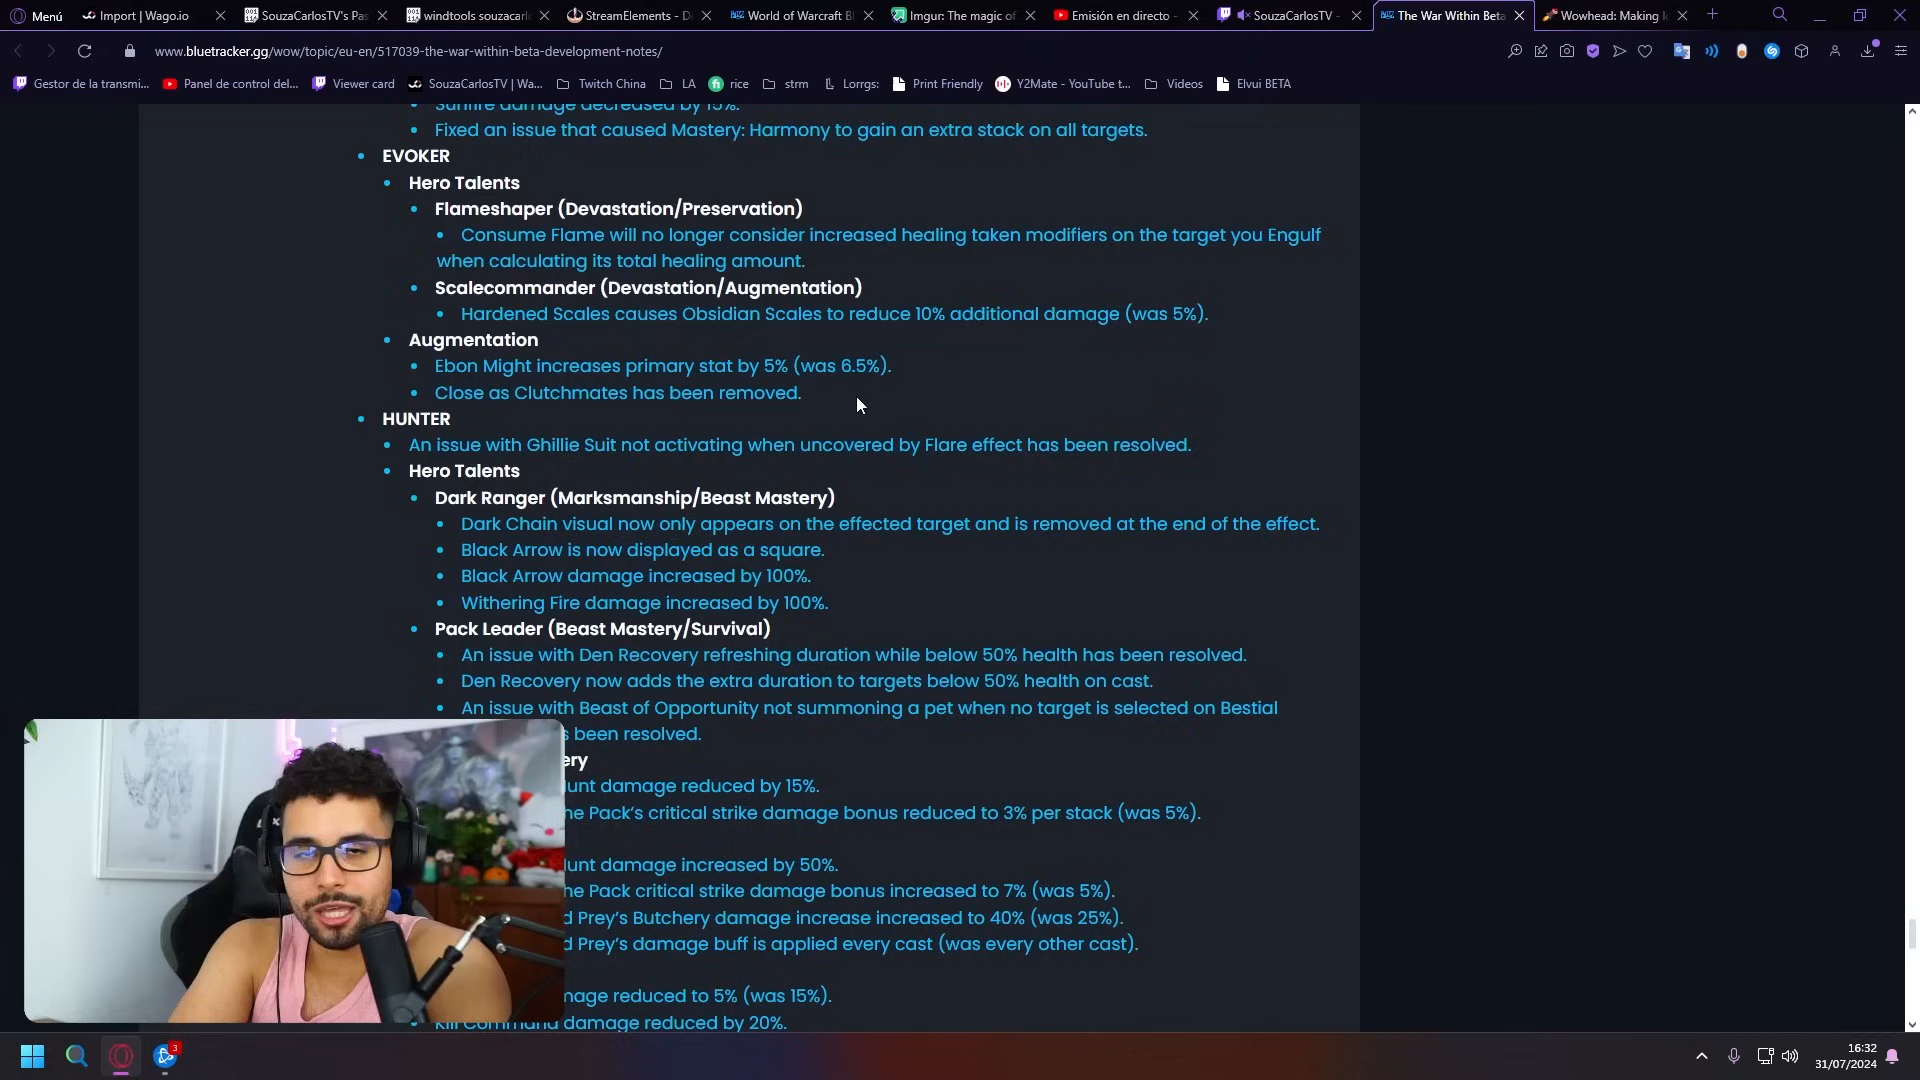 Menú
Import | Wago.io
SouzaCarlosTV's Pas
windtools souzacarl
StreamElements - D
World of Warcraft Bl
Imgur: The magic of
Emisión en directo -
SouzaCarlosTV -
The War Within Beta
Wowhead: Making
www.bluetracker.gg/wow/topic/eu-en/517039-the-war-within-beta-development-notes/
Gestor de la transmi...
Panel de control del...
Viewer card
SouzaCarlosTV | Wa...
Twitch China
LA
rice
strm
Lorrgs:
Print Friendly
Y2Mate - YouTube t...
Videos
Elvui BETA
Sunfire damage decreased by 15%.
Fixed an issue that caused Mastery: Harmony to gain an extra stack on all targets.
EVOKER
Hero Talents
Flameshaper (Devastation/Preservation)
Consume Flame will no longer consider increased healing taken modifiers on the target you Engulf
when calculating its total healing amount.
Scalecommander (Devastation/Augmentation)
Hardened Scales causes Obsidian Scales to reduce 10% additional damage (was 5%).
Augmentation
Ebon Might increases primary stat by 5% (was 6.5%).
Close as Clutchmates has been removed.
HUNTER
An issue with Ghillie Suit not activating when uncovered by Flare effect has been resolved.
Hero Talents
Dark Ranger (Marksmanship/Beast Mastery)
Dark Chain visual now only appears on the effected target and is removed at the end of the effect.
Black Arrow is now displayed as a square.
Black Arrow damage increased by 100%.
Withering Fire damage increased by 100%.
Pack Leader (Beast Mastery/Survival)
An issue with Den Recovery refreshing duration while below 50% health has been resolved.
Den Recovery now adds the extra duration to targets below 50% health on cast.
An issue with Beast of Opportunity not summoning a pet when no target is selected on Bestial
s been resolved.
ery
unt damage reduced by 15%.
he Pack's critical strike damage bonus reduced to 3% per stack (was 5%).
unt damage increased by 50%.
he Pack critical strike damage bonus increased to 7% (was 5%).
d Prey's Butchery damage increase increased to 40% (was 25%).
d Prey's damage buff is applied every cast (was every other cast).
mage reduced to 5% (was 15%).
Kill Command damage reduced by 20%.
3
16:32
31/07/2024